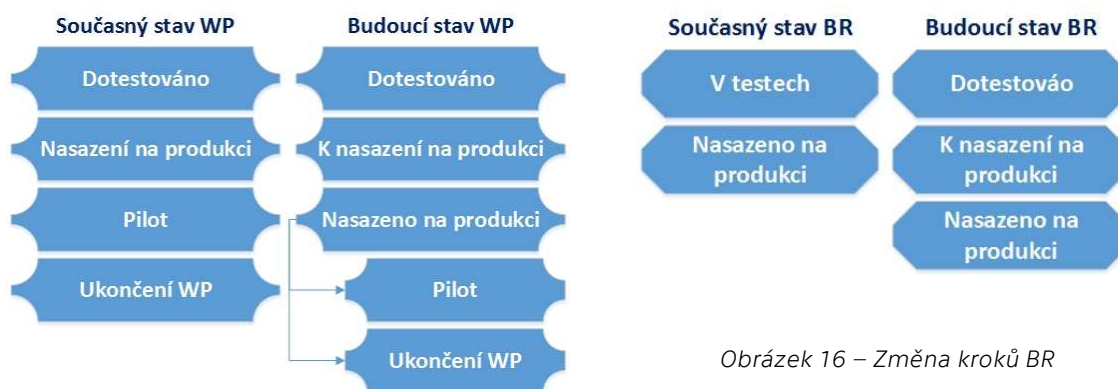 Současný stav WP
Dotestováno
Nasazení na produkci
Pilot
Ukončení WP
Budoucí stav WP
Dotestováno
K nasazení na produkci
Nasazeno na produkci
Pilot
Ukončení WP
Současný stav BR
V testech
Nasazeno na
produkci
Budoucí stav BR
Dotestováo
K nasazení na
produkci
Nasazeno na
produkci
Obrázek 16 – Změna kroků BR